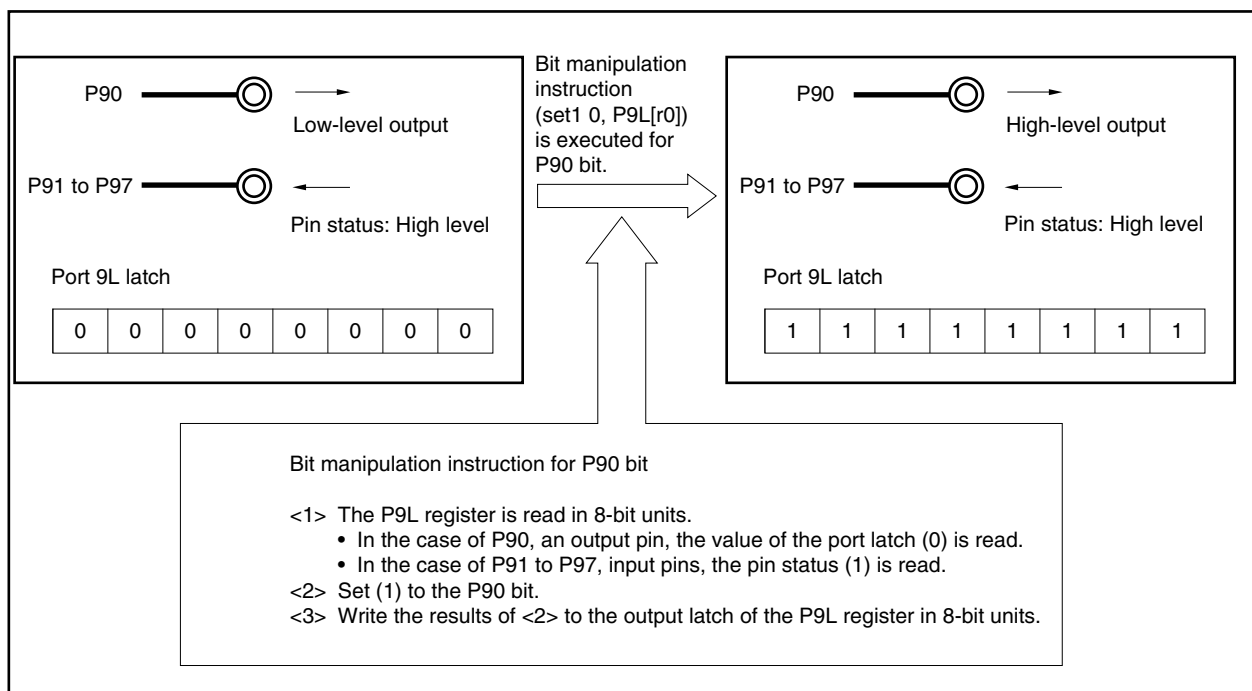 P90
Low-level output
P91 to P97
Pin status: High level
Port 9L latch
0 0 0 0 0 0 0 0
Bit manipulation
instruction
(set1 0, P9L[r0])
is executed for
P90 bit.
P90
High-level output
P91 to P97
Pin status: High level
Port 9L latch
1 1 1 1 1 1 1 1
Bit manipulation instruction for P90 bit
<1> The P9L register is read in 8-bit units.
• In the case of P90, an output pin, the value of the port latch (0) is read.
• In the case of P91 to P97, input pins, the pin status (1) is read.
<2> Set (1) to the P90 bit.
<3> Write the results of <2> to the output latch of the P9L register in 8-bit units.